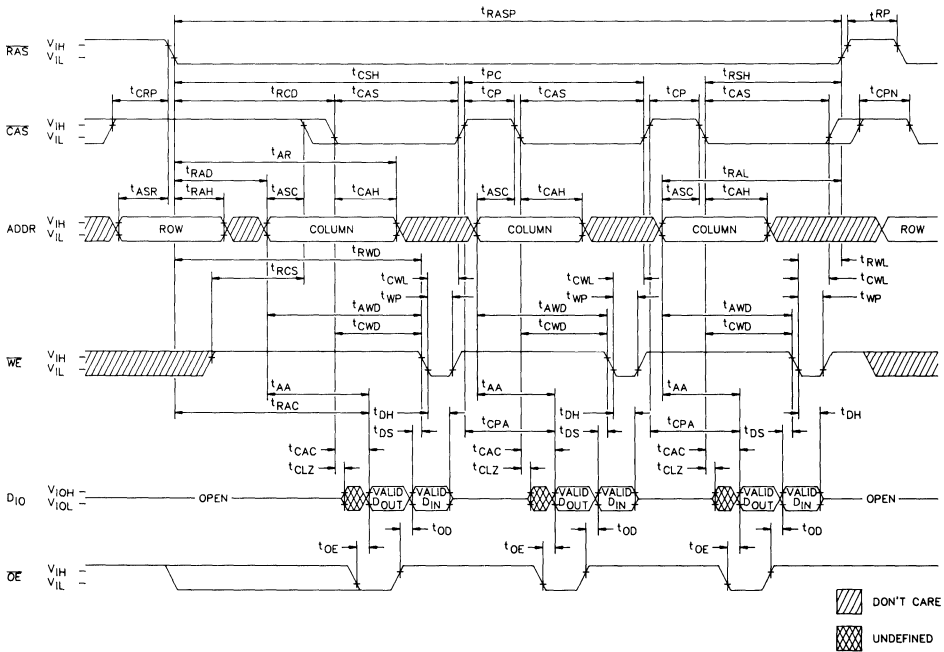 tRASP tRP
RAS VIH
VIL
tCSH tPC tRSH
tCRP tRCD tCAS tCP tCAS tCP tCAS tCPN
CAS VIH
VIL
tAR
tRAD tRAL
tASR tRAH tASC tCAH tASC tCAH tASC tCAH
ADDR VIH
VIL
ROW COLUMN COLUMN COLUMN ROW
tRWD tRWL
tRCS tCWL tCWL tCWL
tWP tWP tWP
tAWD tAWD tAWD
tCWD tCWD tCWD
WE VIH
VIL
tAA tAA tAA
tRAC tDH tDH tDH
tDS tCPA tDS tCPA tDS
tCAC tCAC tCAC
tCLZ tCLZ tCLZ
DIO VIOH
VIOL
OPEN VALID DOUT VALID DIN VALID DOUT VALID DIN VALID DOUT VALID DIN OPEN
tOD tOD tOD
tOE tOE tOE
OE VIH
VIL
DON'T CARE
UNDEFINED